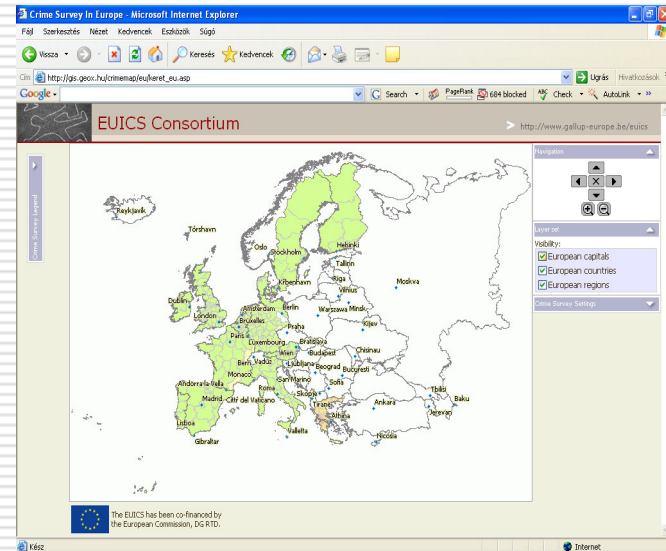 Crime Survey In Europe - Microsoft Internet Explorer
Fájl Szerkesztés Nézet Kedvencek Eszközök Súgó
Vissza Keresés Kedvencek
Cím http://gis.geox.hu/crimemap/eu/keret_eu.asp Ugrás Hivatkozások
Google Search PageRank 684 blocked ABC Check AutoLink
EUICS Consortium
> http://www.gallup-europe.be/euics
Crime Survey Legend
Navigation
X
Layer set
Visibility:
European capitals
European countries
European regions
Crime Survey Settings
Reykjavík
Tórshavn
Oslo
Stockholm
Helsinki
Tallin
Riga
Moskva
København
Vilnius
Dublin
London
Amsterdam
Berlin
Warszawa
Minsk
Bruxelles
Praha
Kijev
Paris
Luxembourg
Bratislava
Wien
Budapest
Chisinau
Bern
Vaduz
Ljubljana
Beograd
Bucuresti
Monaco
San Marino
Andorra la Vella
Roma
Sofia
Skopje
Tbilisi
Madrid
Città del Vaticano
Tirane
Ankara
Baku
Jerevan
Lisboa
Athina
Valletta
Nicosia
Gibraltar
The EUICS has been co-financed by
the European Commission, DG RTD.
Kész
Internet